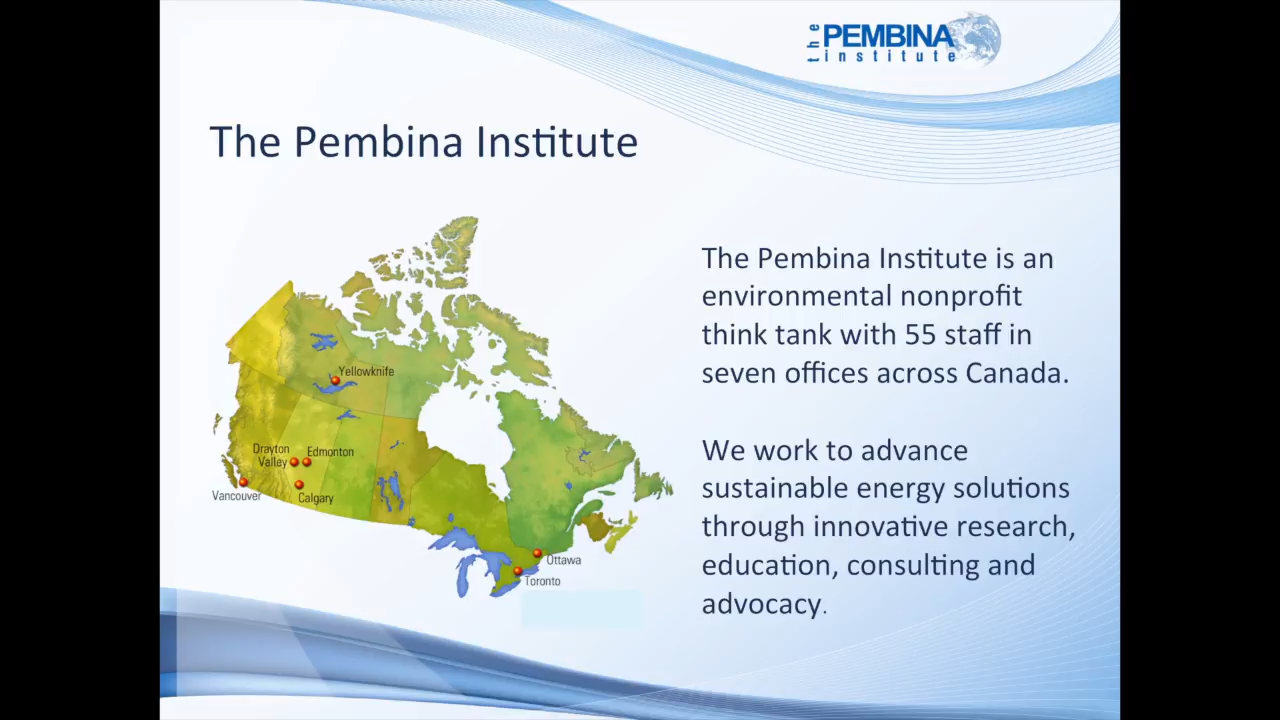 the PEMBINA
institute
The Pembina Institute
The Pembina Institute is an
environmental nonprofit
think tank with 55 staff in
seven offices across Canada.
We work to advance
sustainable energy solutions
through innovative research,
education, consulting and
advocacy.
Yellowknife
Drayton
Valley
Edmonton
Vancouver
Calgary
Ottawa
Toronto